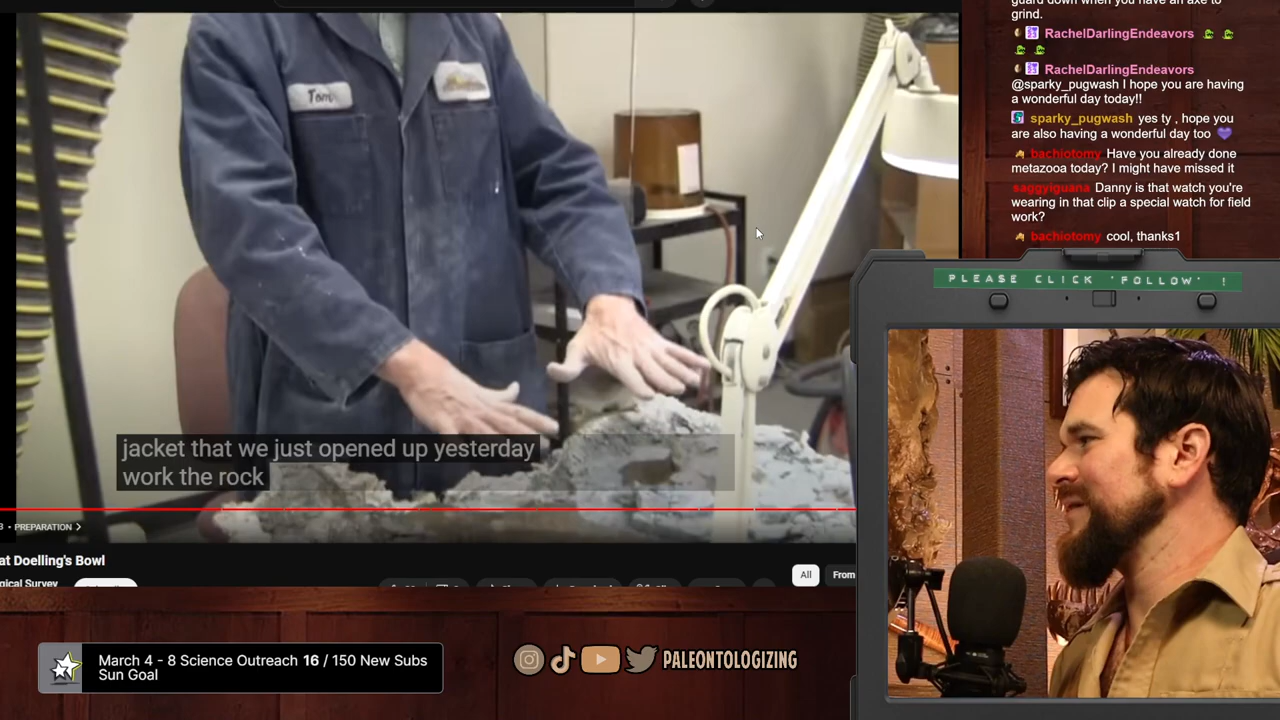 guard down when you have an axe to
grind.
RachelDarlingEndeavors
RachelDarlingEndeavors
@sparky_pugwash I hope you are having
a wonderful day today!!
sparky_pugwash yes ty , hope you
are also having a wonderful day too
bachiotomy Have you already done
metazooa today? I might have missed it
saggyiguana Danny is that watch you're
wearing in that clip a special watch for field
work?
bachiotomy cool, thanks1
PLEASE CLICK 'FOLLOW' !
Tom
jacket that we just opened up yesterday
work the rock
3 • PREPARATION >
at Doelling's Bowl
gical Survey
All
From
March 4 - 8 Science Outreach 16 / 150 New Subs
Sun Goal
PALEONTOLOGIZING